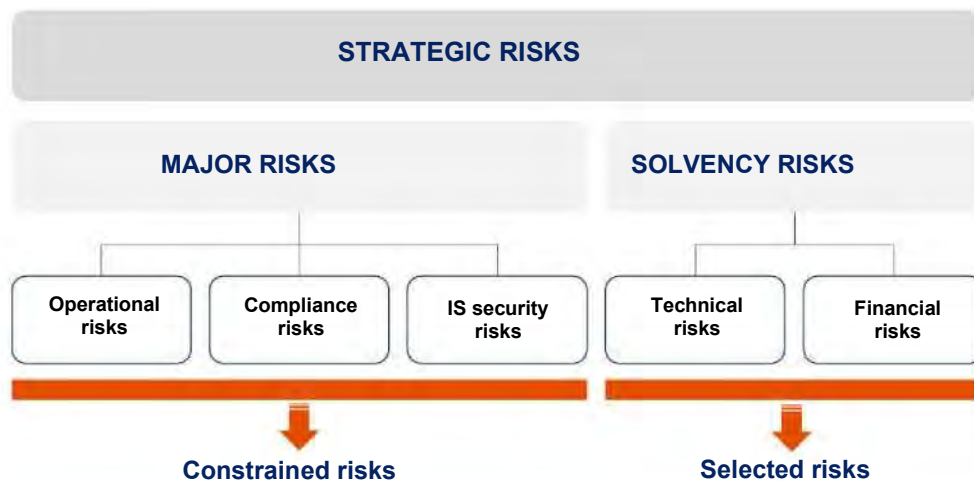 STRATEGIC RISKS
MAJOR RISKS
SOLVENCY RISKS
Operational
risks
Compliance
risks
IS security
risks
Technical
risks
Financial
risks
Constrained risks
Selected risks